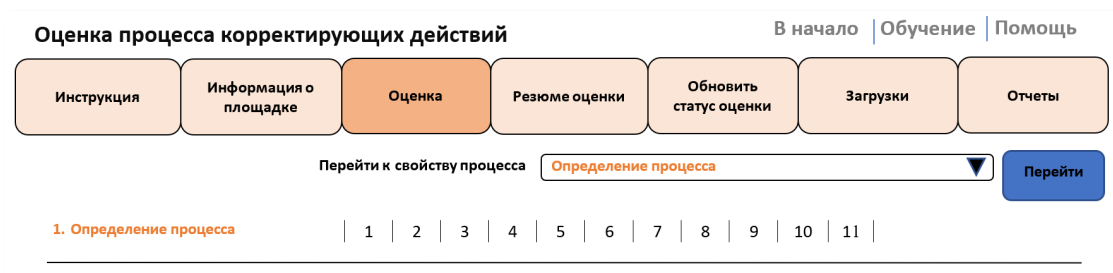 Оценка процесса корректирующих действий
В начало | Обучение | Помощь
Инструкция
Информация о
площадке
Оценка
Резюме оценки
Обновить
статус оценки
Загрузки
Отчеты
Перейти к свойству процесса
Определение процесса
Перейти
1. Определение процесса
| 1 | 2 | 3 | 4 | 5 | 6 | 7 | 8 | 9 | 10 | 11 |